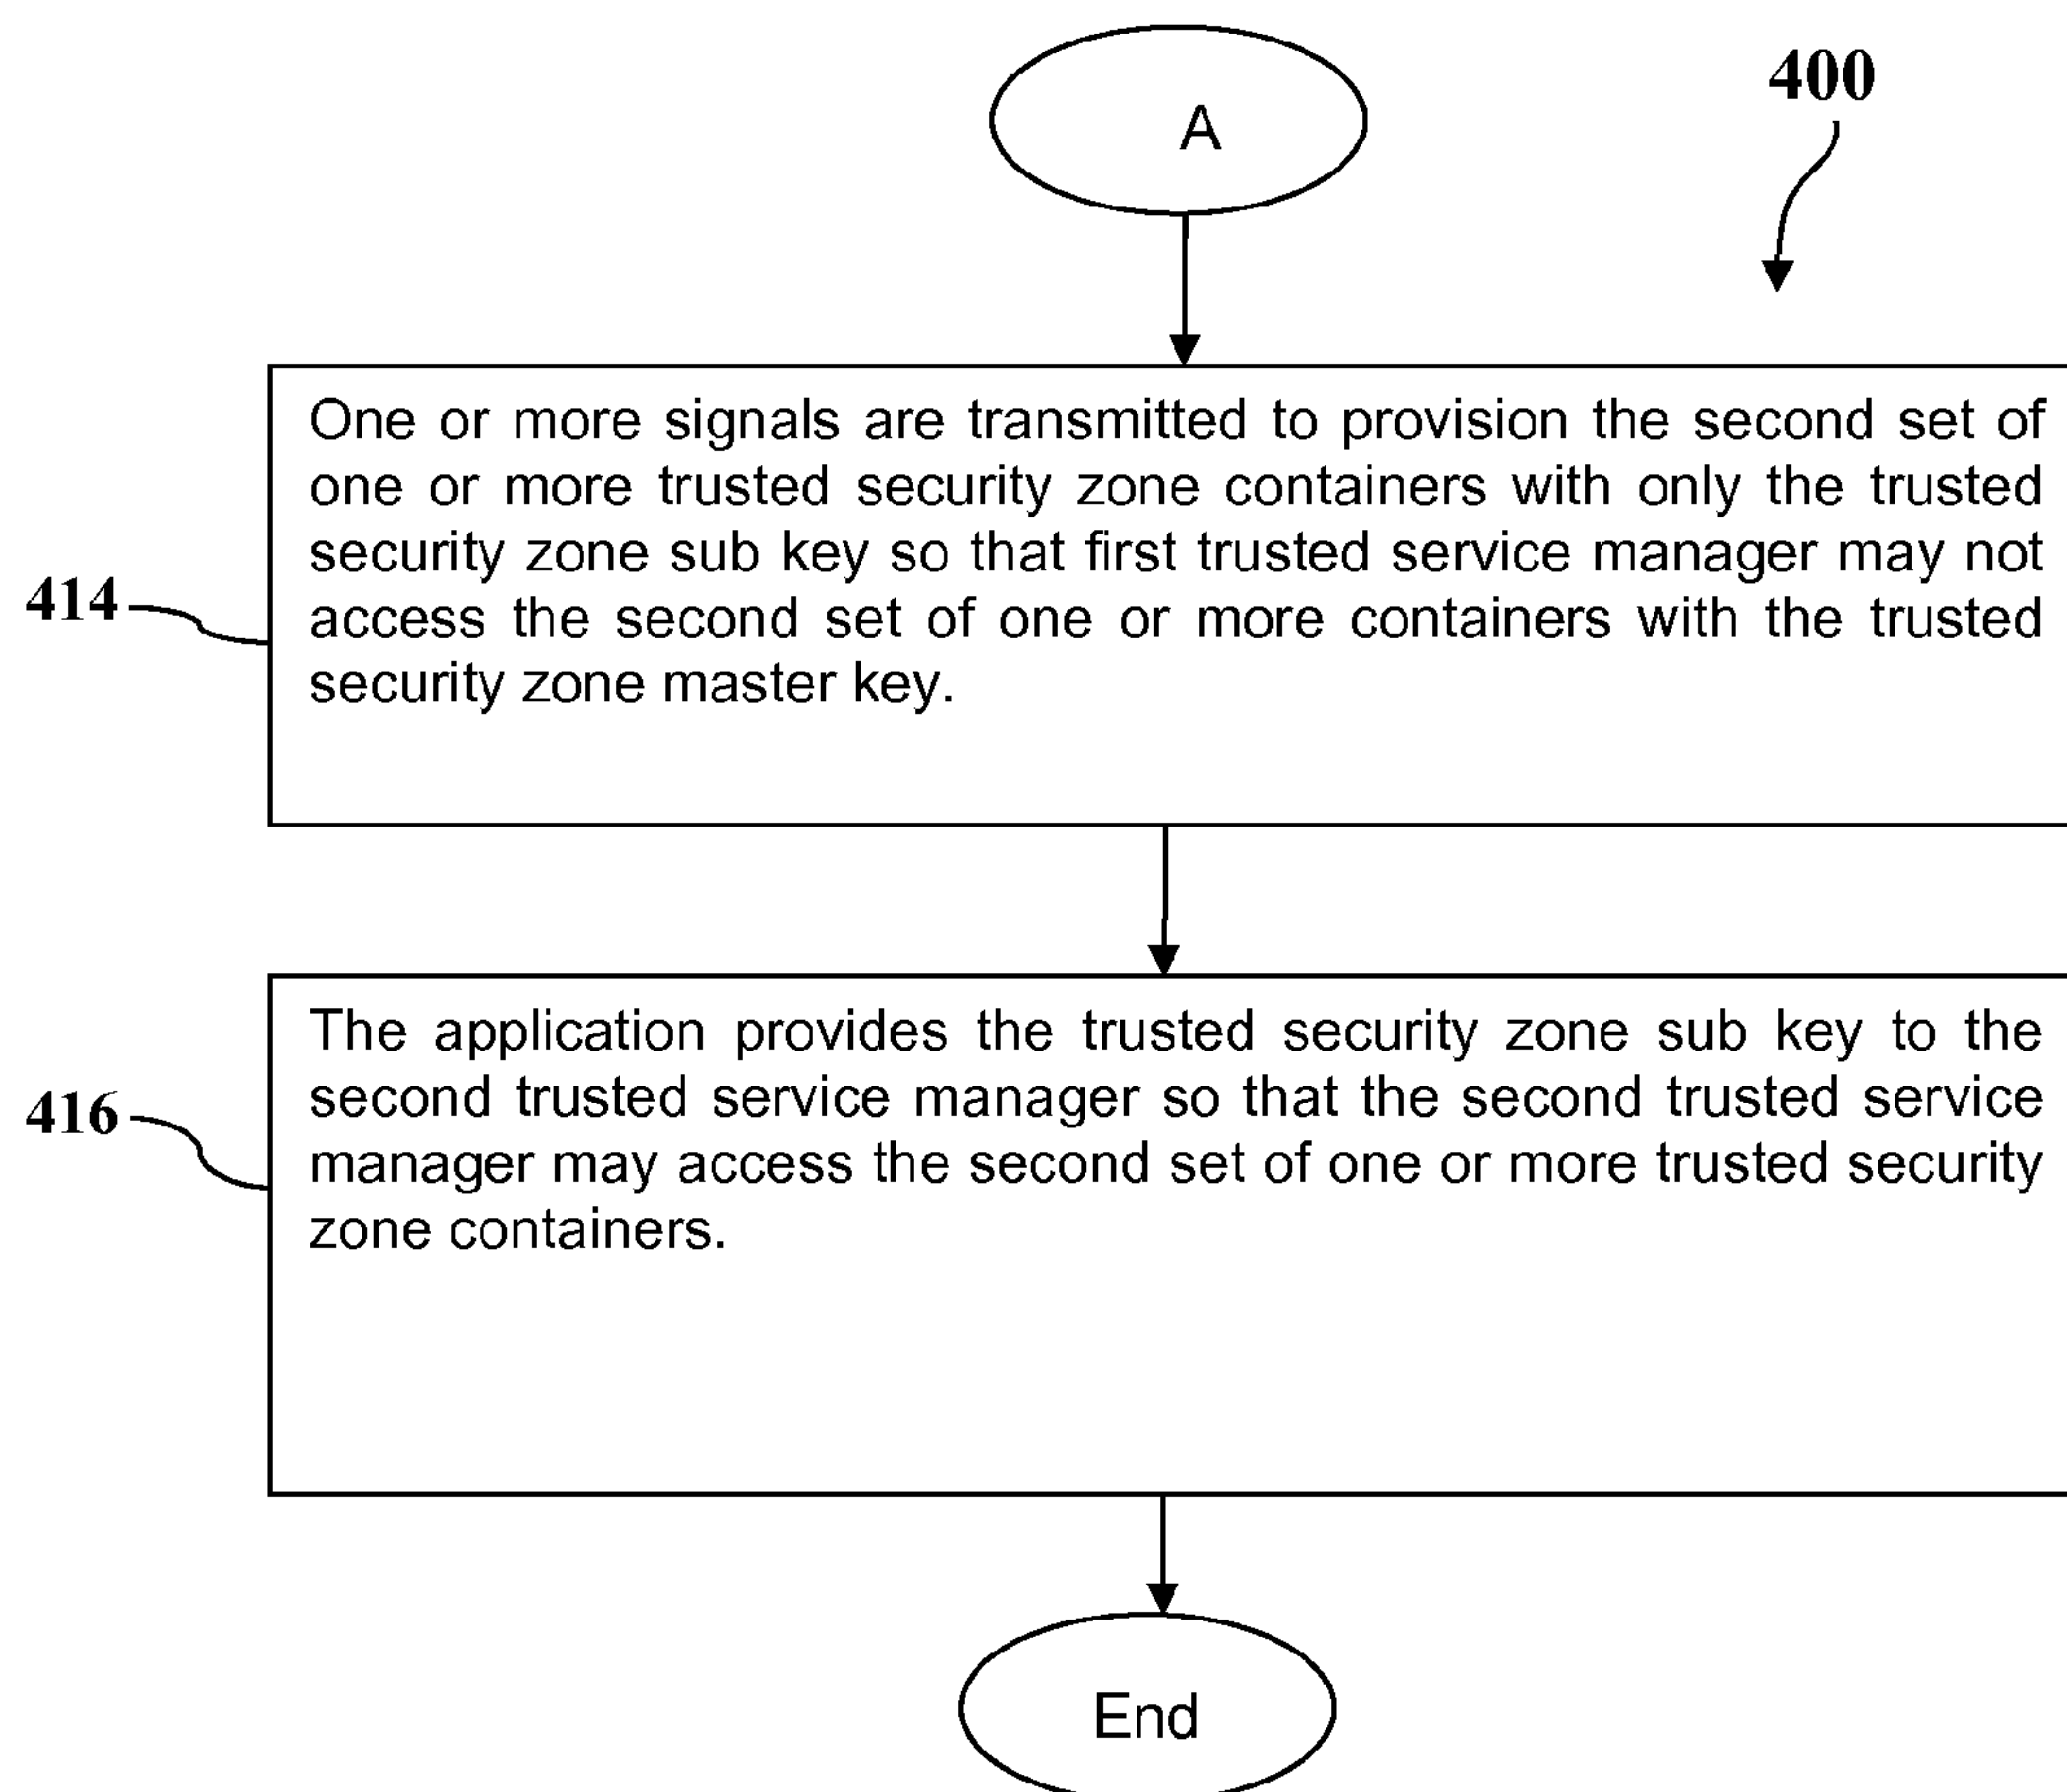 A
400
One or more signals are transmitted to provision the second set of
one or more trusted security zone containers with only the trusted
security zone sub key so that first trusted service manager may not
access the second set of one or more containers with the trusted
security zone master key.
414
The application provides the trusted security zone sub key to the
second trusted service manager so that the second trusted service
manager may access the second set of one or more trusted security
zone containers.
416
End